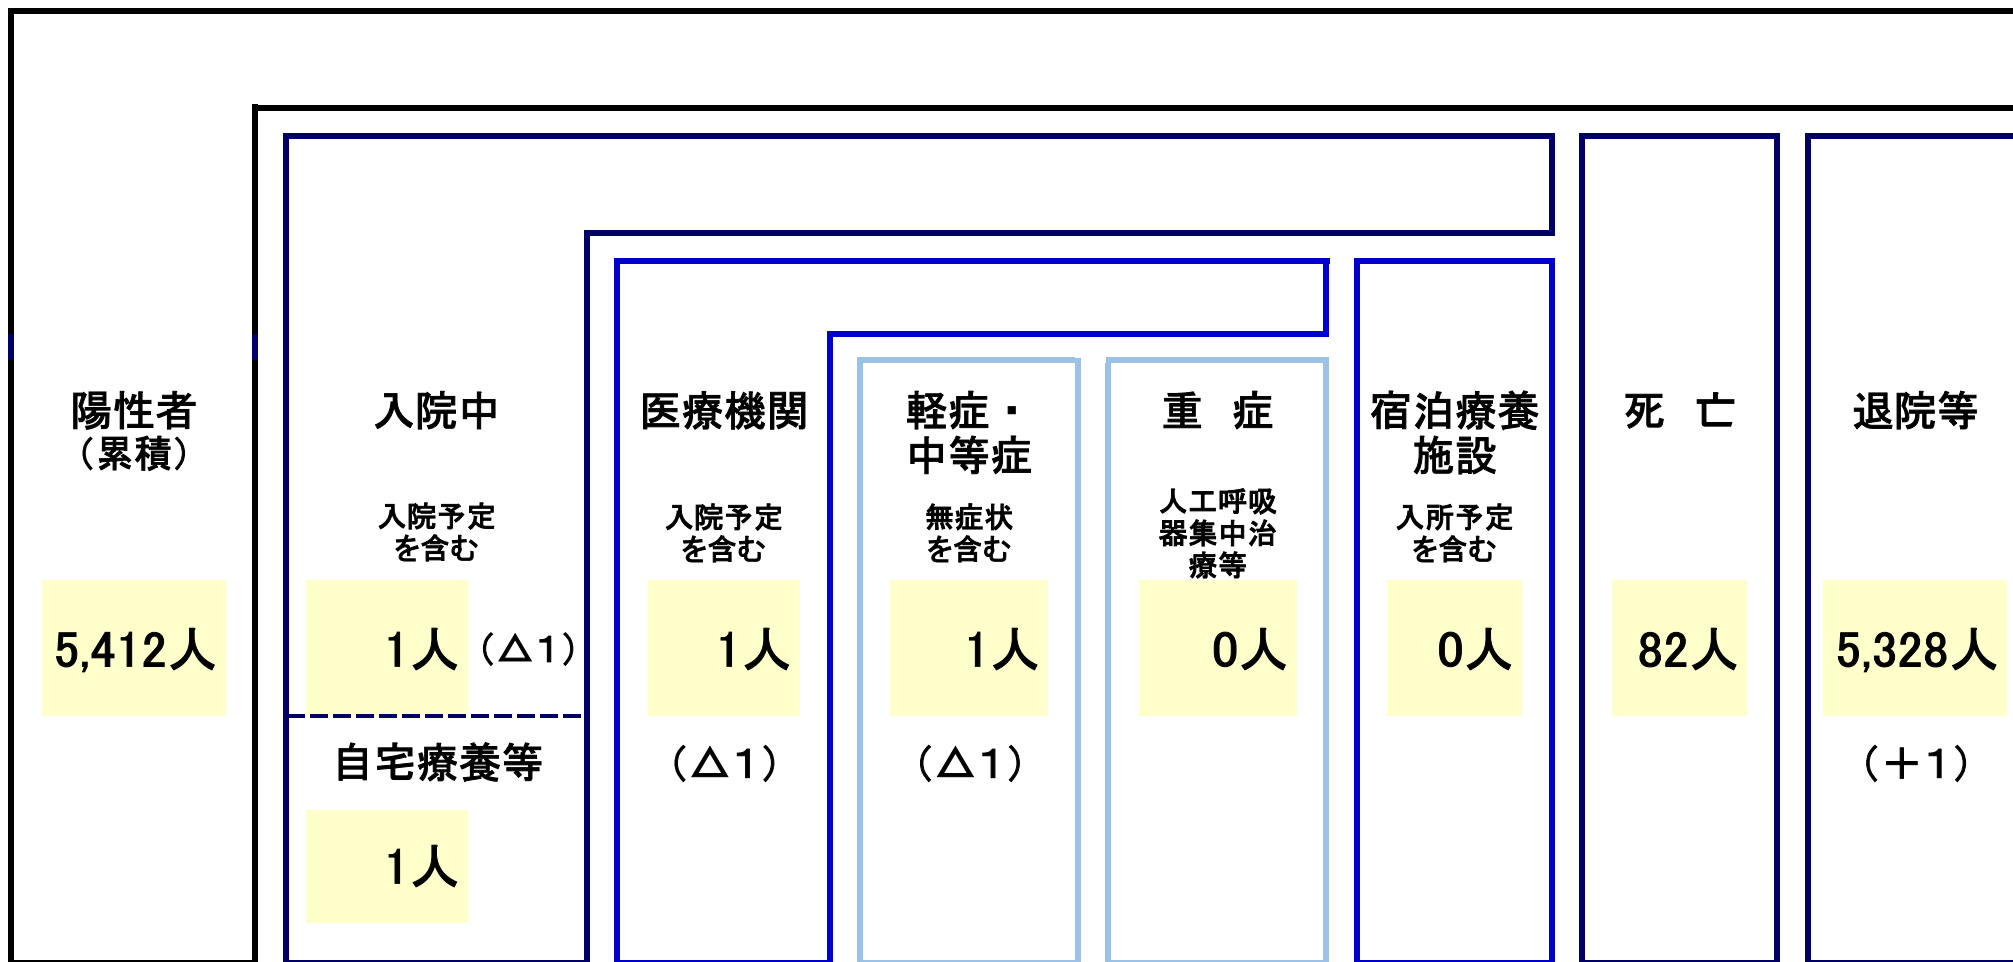 陽性者
（累積）
5,412人
入院中
入院予定
を含む
1人（△1）
自宅療養等
1人
医療機関
入院予定
を含む
1人
（△1）
軽症・
中等症
無症状
を含む
1人
（△1）
重　症
人工呼吸
器集中治
療等
0人
宿泊療養
施設
入所予定
を含む
0人
死　亡
82人
退院等
5,328人
（＋1）